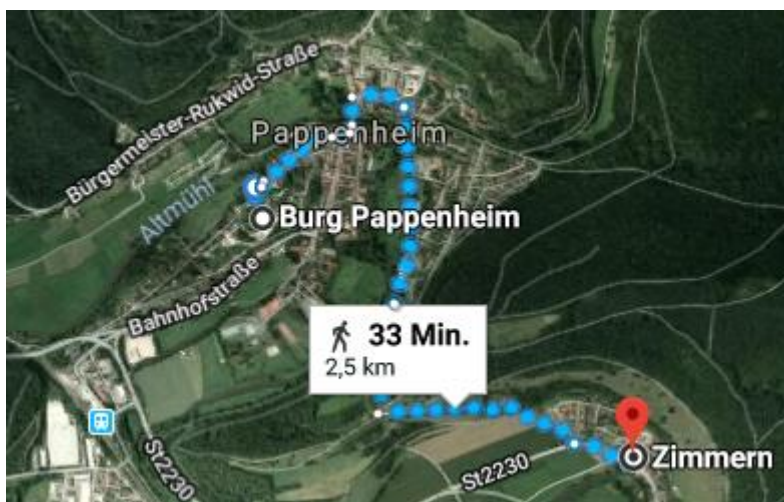 Bürgermeister-Rukwid-Straße
Pappenheim
Altmühl
Burg Pappenheim
Bahnhofstraße
33 Min.
2,5 km
St2230
St2230
Zimmern